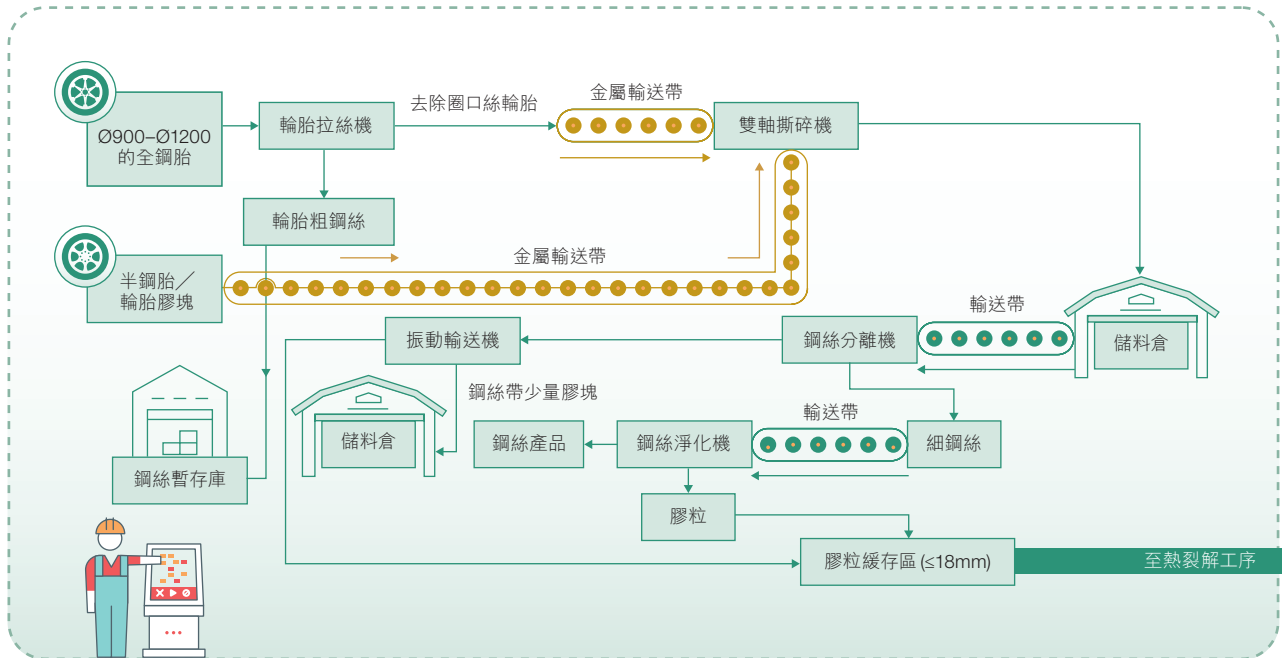 Ø900–Ø1200
的全鋼胎
輪胎拉絲機
去除圈口絲輪胎
金屬輸送帶
雙軸撕碎機
輪胎粗鋼絲
半鋼胎／
輪胎膠塊
金屬輸送帶
振動輸送機
鋼絲分離機
輸送帶
儲料倉
鋼絲帶少量膠塊
儲料倉
鋼絲產品
鋼絲淨化機
輸送帶
細鋼絲
鋼絲暫存庫
膠粒
膠粒緩存區 (≤18mm)
至熱裂解工序